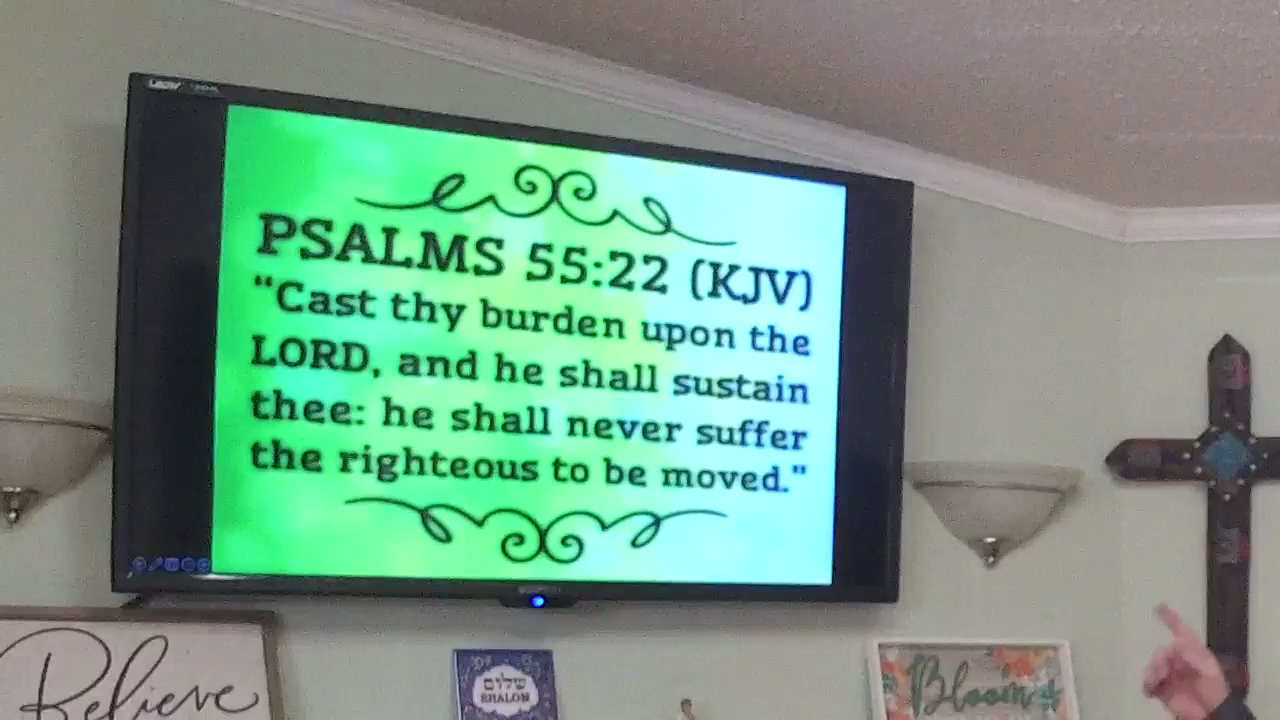 PSALMS 55:22 (KJV)
“Cast thy burden upon the
LORD, and he shall sustain
thee: he shall never suffer
the righteous to be moved."
Believe
שלום
SHALOM
Bloom